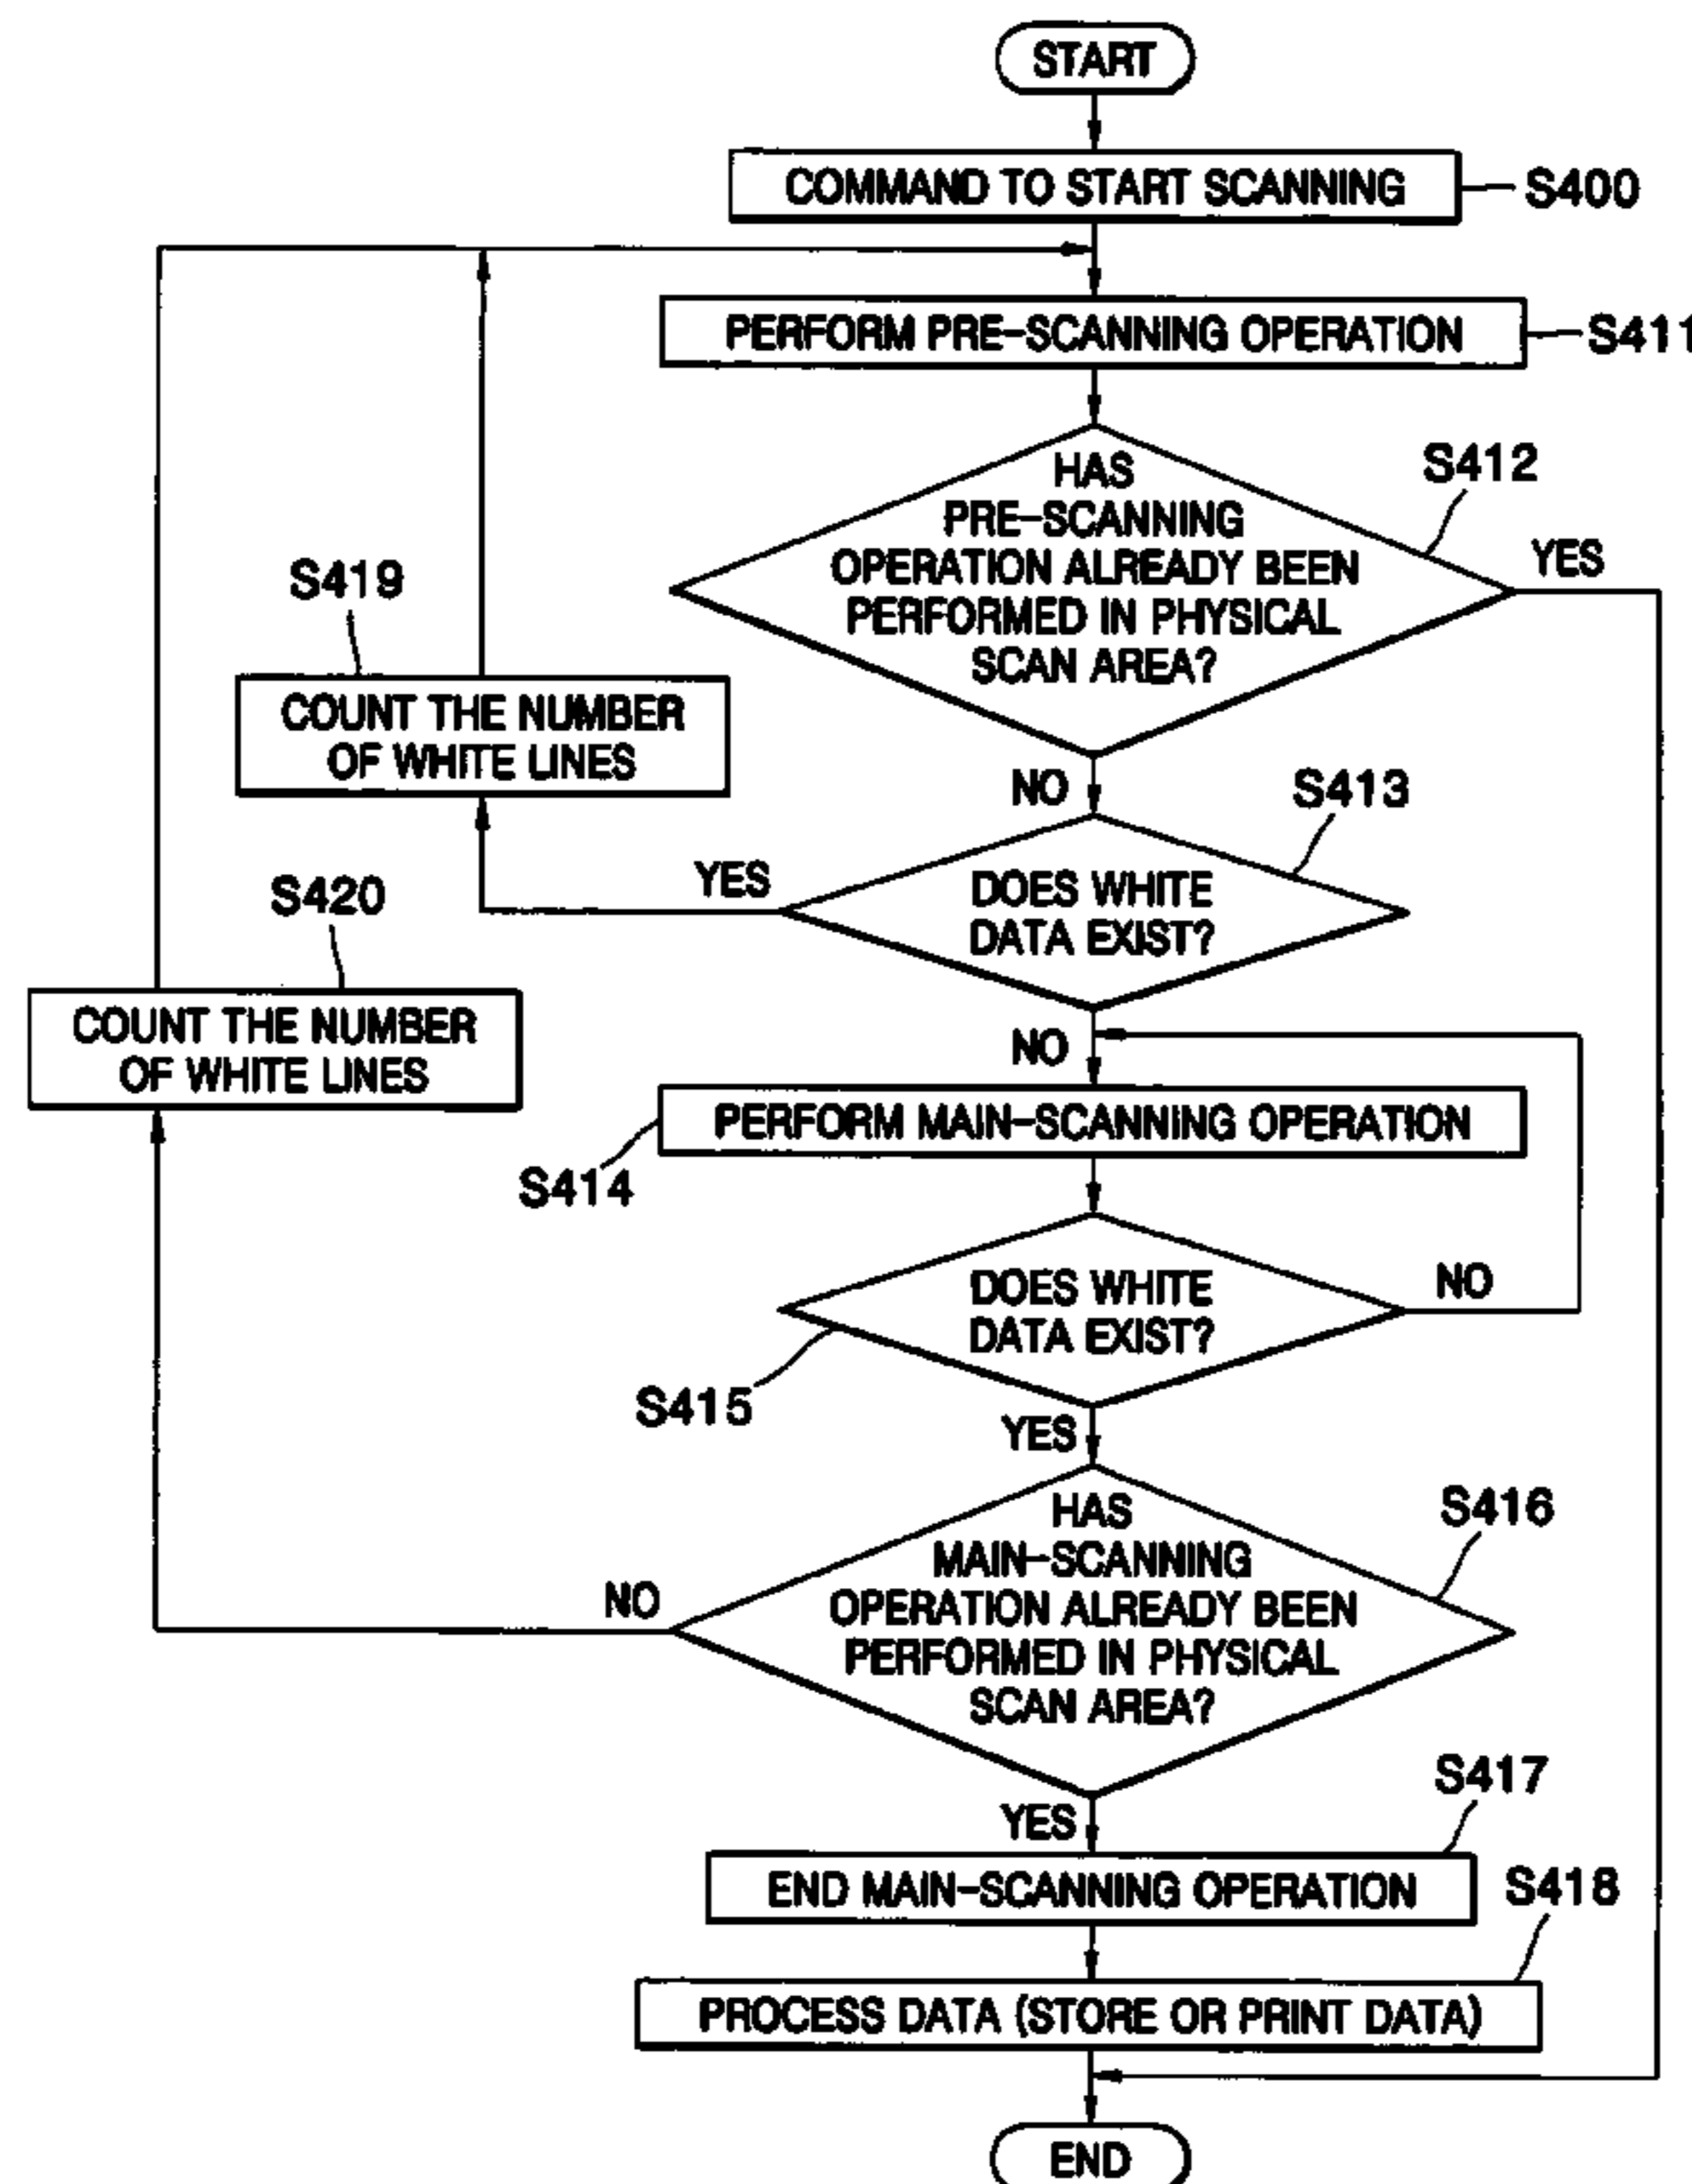 START
COMMAND TO START SCANNING
S400
PERFORM PRE-SCANNING OPERATION
S411
HAS
PRE-SCANNING
OPERATION ALREADY BEEN
PERFORMED IN PHYSICAL
SCAN AREA?
S412
YES
S419
COUNT THE NUMBER
OF WHITE LINES
NO
S413
YES
DOES WHITE
DATA EXIST?
S420
COUNT THE NUMBER
OF WHITE LINES
NO
PERFORM MAIN-SCANNING OPERATION
S414
DOES WHITE
DATA EXIST?
NO
S415
YES
HAS
MAIN-SCANNING
OPERATION ALREADY BEEN
PERFORMED IN PHYSICAL
SCAN AREA?
S416
NO
YES
S417
END MAIN-SCANNING OPERATION
S418
PROCESS DATA (STORE OR PRINT DATA)
END